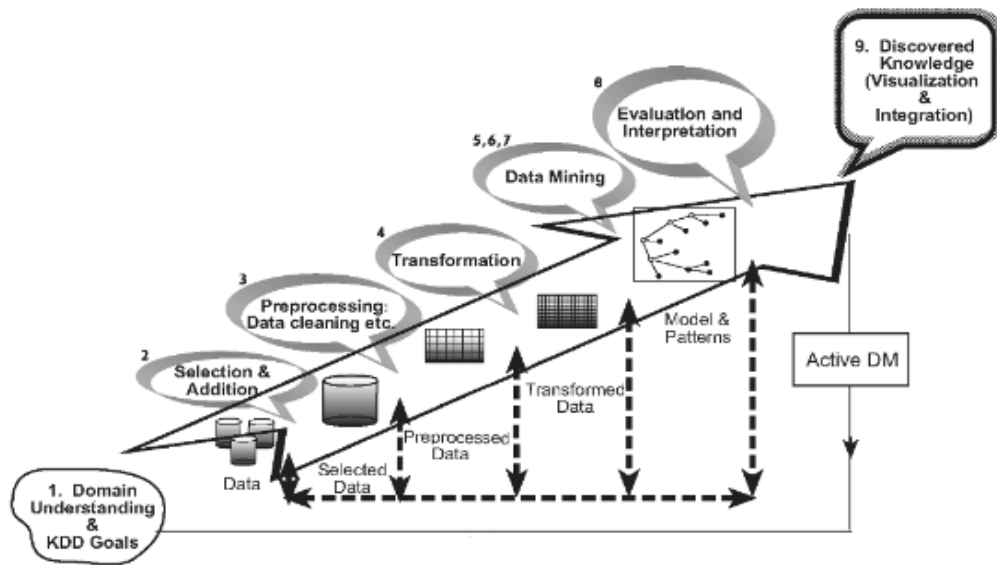 9. Discovered
Knowledge
(Visualization
&
Integration)
8
Evaluation and
Interpretation
5,6,7
Data Mining
4
Transformation
3
Preprocessing:
Data cleaning etc.
2
Selection &
Addition
Model &
Patterns
Active DM
Transformed
Data
Preprocessed
Data
Selected
Data
Data
1. Domain
Understanding
&
KDD Goals